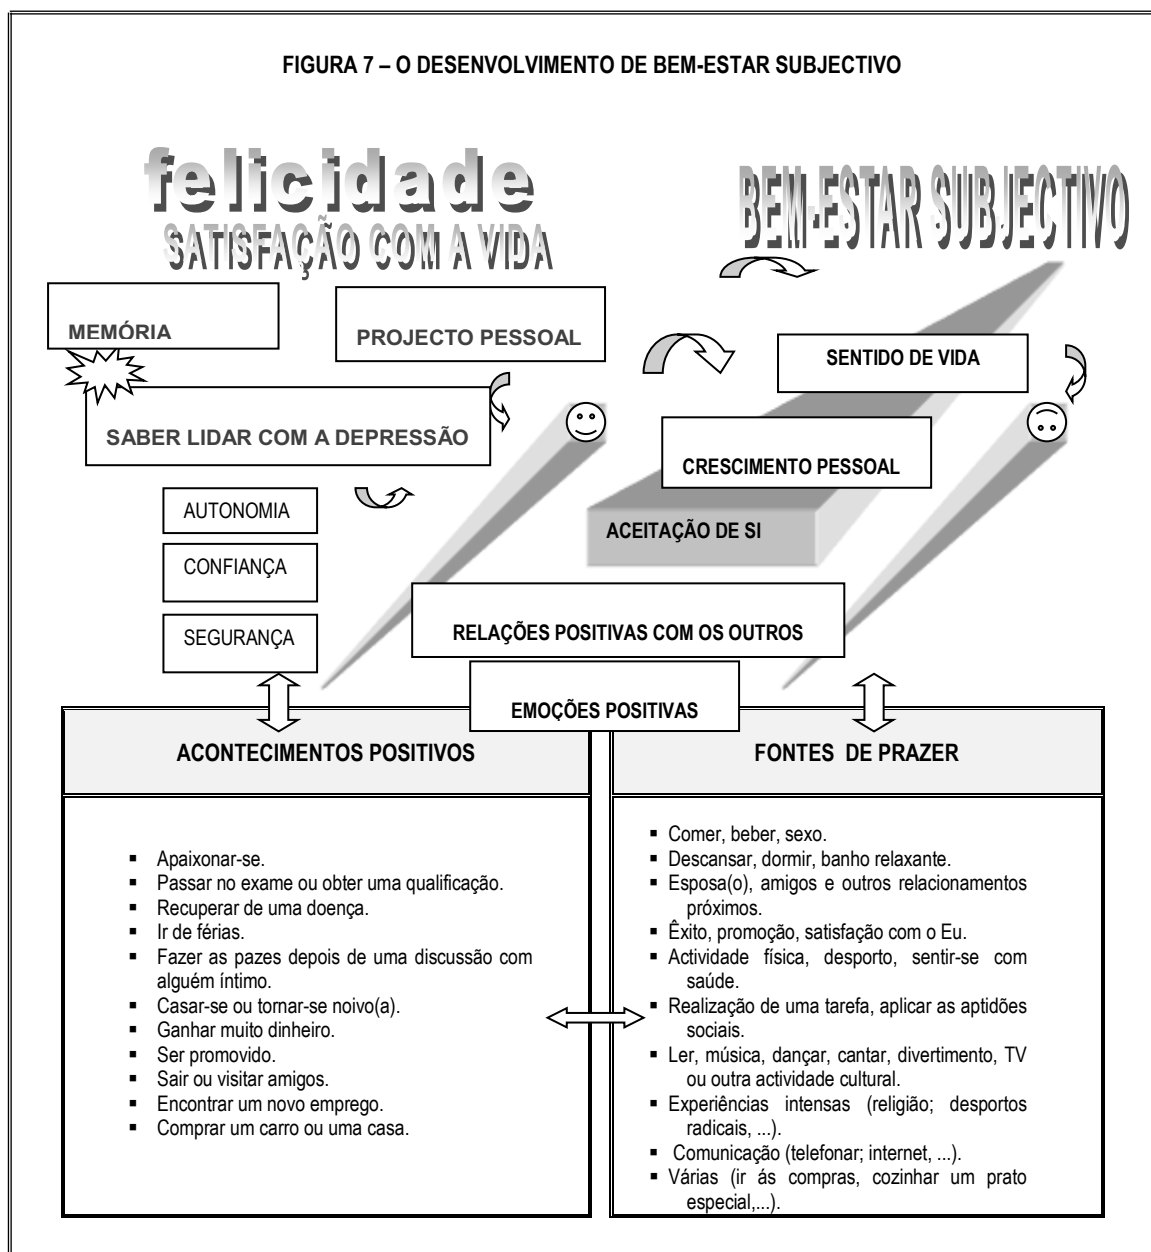 FIGURA 7 – O DESENVOLVIMENTO DE BEM-ESTAR SUBJECTIVO
felicidade
SATISFAÇÃO COM A VIDA
BEM-ESTAR SUBJECTIVO
MEMÓRIA
PROJECTO PESSOAL
SENTIDO DE VIDA
SABER LIDAR COM A DEPRESSÃO
CRESCIMENTO PESSOAL
AUTONOMIA
ACEITAÇÃO DE SI
CONFIANÇA
SEGURANÇA
RELAÇÕES POSITIVAS COM OS OUTROS
EMOÇÕES POSITIVAS
ACONTECIMENTOS POSITIVOS
▪ Apaixonar-se.
▪ Passar no exame ou obter uma qualificação.
▪ Recuperar de uma doença.
▪ Ir de férias.
▪ Fazer as pazes depois de uma discussão com
alguém íntimo.
▪ Casar-se ou tornar-se noivo(a).
▪ Ganhar muito dinheiro.
▪ Ser promovido.
▪ Sair ou visitar amigos.
▪ Encontrar um novo emprego.
▪ Comprar um carro ou uma casa.
FONTES DE PRAZER
▪ Comer, beber, sexo.
▪ Descansar, dormir, banho relaxante.
▪ Esposa(o), amigos e outros relacionamentos
próximos.
▪ Êxito, promoção, satisfação com o Eu.
▪ Actividade física, desporto, sentir-se com
saúde.
▪ Realização de uma tarefa, aplicar as aptidões
sociais.
▪ Ler, música, dançar, cantar, divertimento, TV
ou outra actividade cultural.
▪ Experiências intensas (religião; desportos
radicais, ...).
▪ Comunicação (telefonar; internet, ...).
▪ Várias (ir ás compras, cozinhar um prato
especial,...).